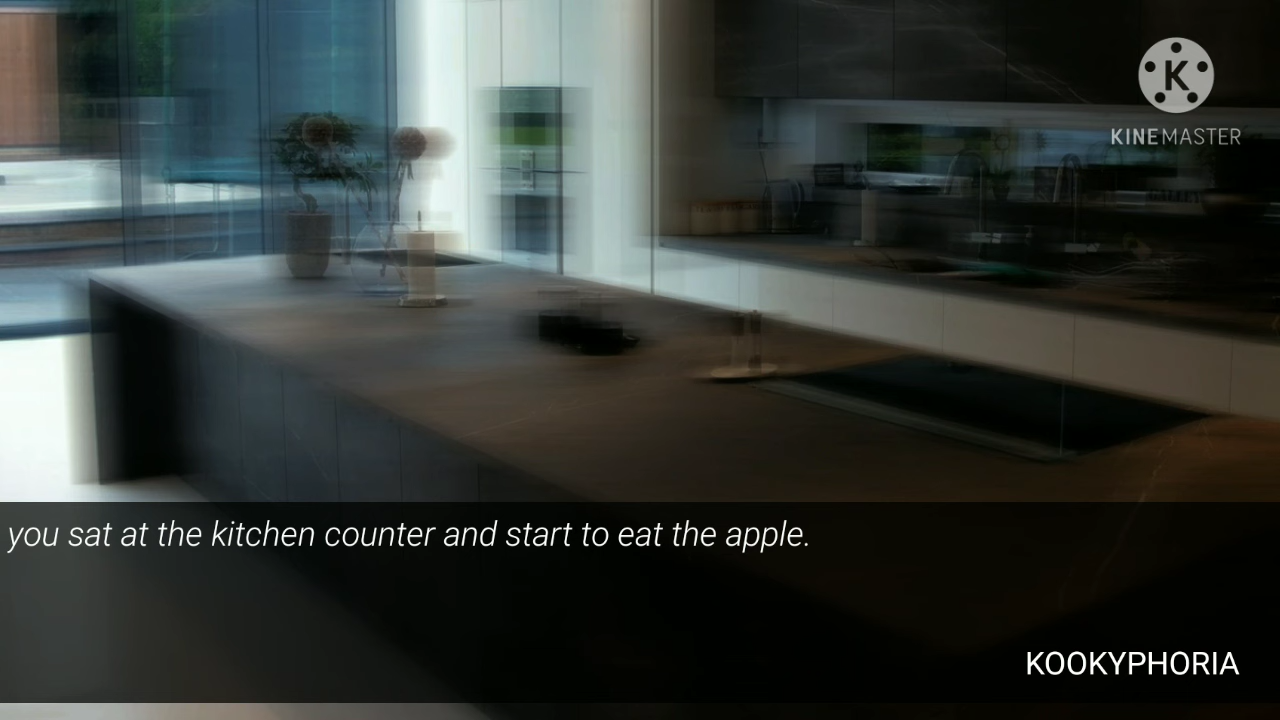 KINEMASTER
you sat at the kitchen counter and start to eat the apple.
KOOKYPHORIA